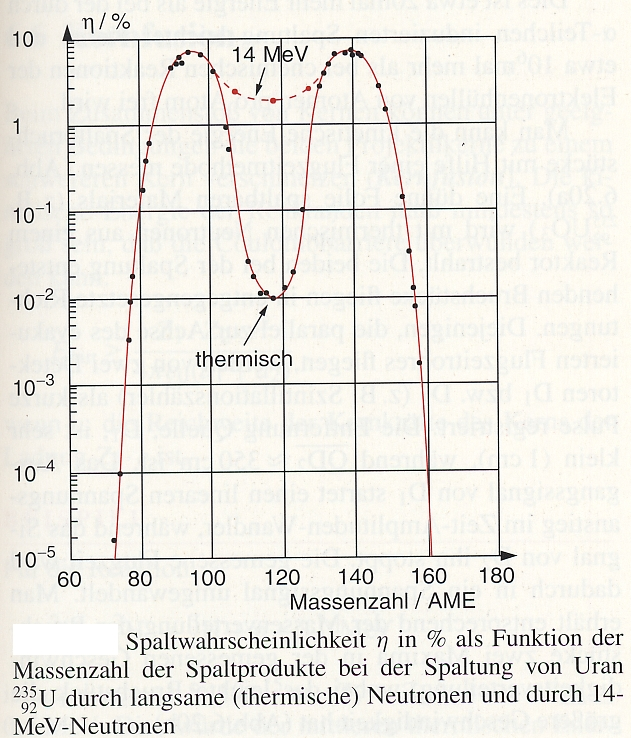 η / %
10
1
10⁻¹
10⁻²
10⁻³
10⁻⁴
10⁻⁵
14 MeV
thermisch
60 80 100 120 140 160 180
Massenzahl / AME
Spaltwahrscheinlichkeit η in % als Funktion der
Massenzahl der Spaltprodukte bei der Spaltung von Uran
²³⁵₉₂U durch langsame (thermische) Neutronen und durch 14-
MeV-Neutronen